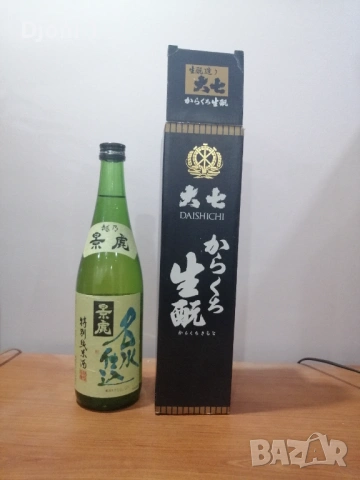 Djon
越乃
景虎
景虎
名水
仕込
特別純米酒
生酛造り
大七
からくち生酛
大七
DAISHICHI
からくち
生酛
からくちきもと
BAZAR
bg